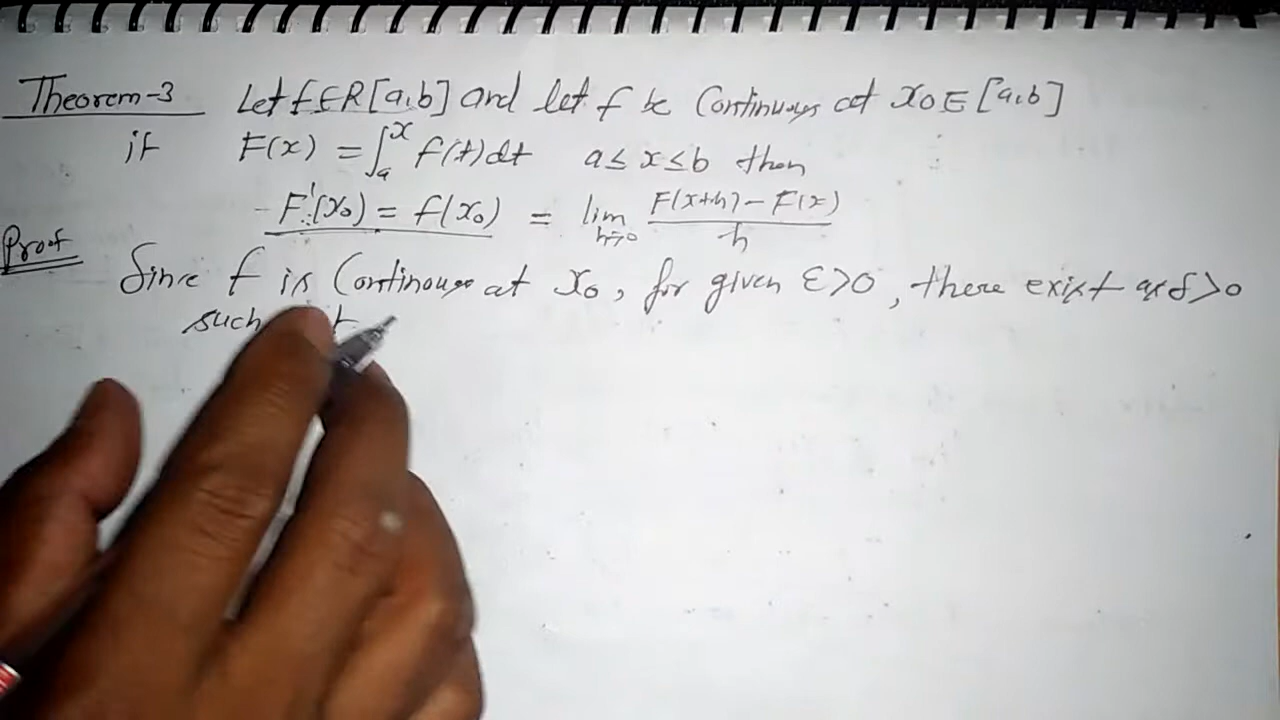 Theorem-3 Let f∈R[a,b] and let f be Continuous at x₀∈[a,b]
if F(x) = ∫ₐˣ f(t)dt a≤x≤b then
F'(x₀) = f(x₀) = lim h→0 F(x+h)-F(x) / h
Proof
Since f is Continous at x₀, for given ε>0, there exist a δ>0
such